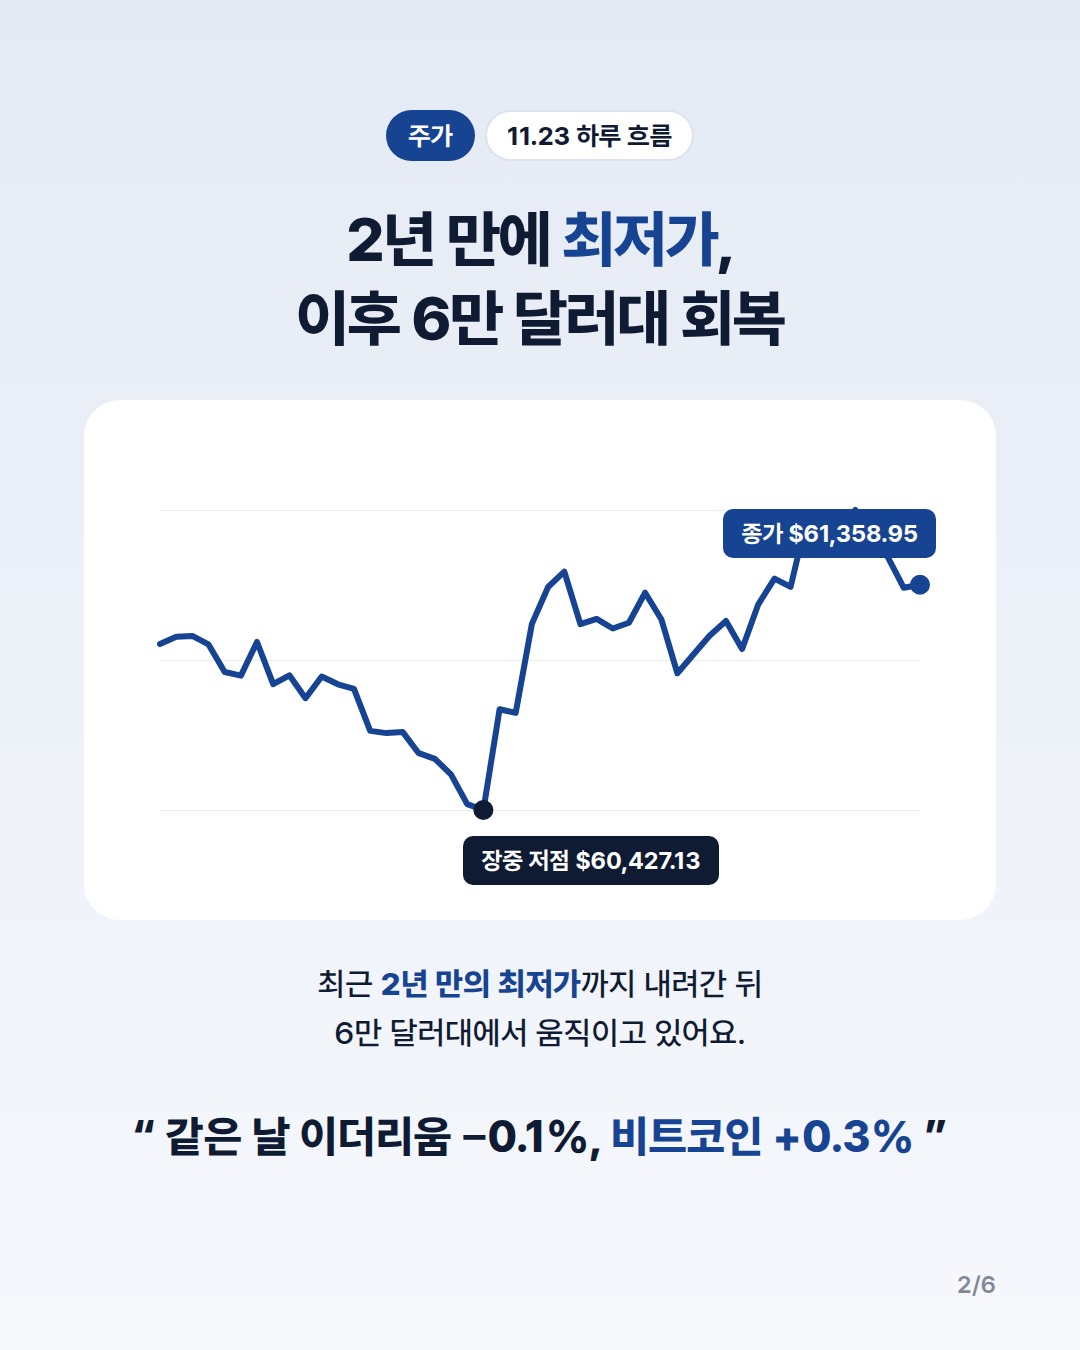 주가
11.23 하루 흐름
2년 만에 최저가,
이후 6만 달러대 회복
종가 $61,358.95
장중 저점 $60,427.13
최근 2년 만의 최저가까지 내려간 뒤
6만 달러대에서 움직이고 있어요.
“ 같은 날 이더리움 –0.1%, 비트코인 +0.3% ”
2/6